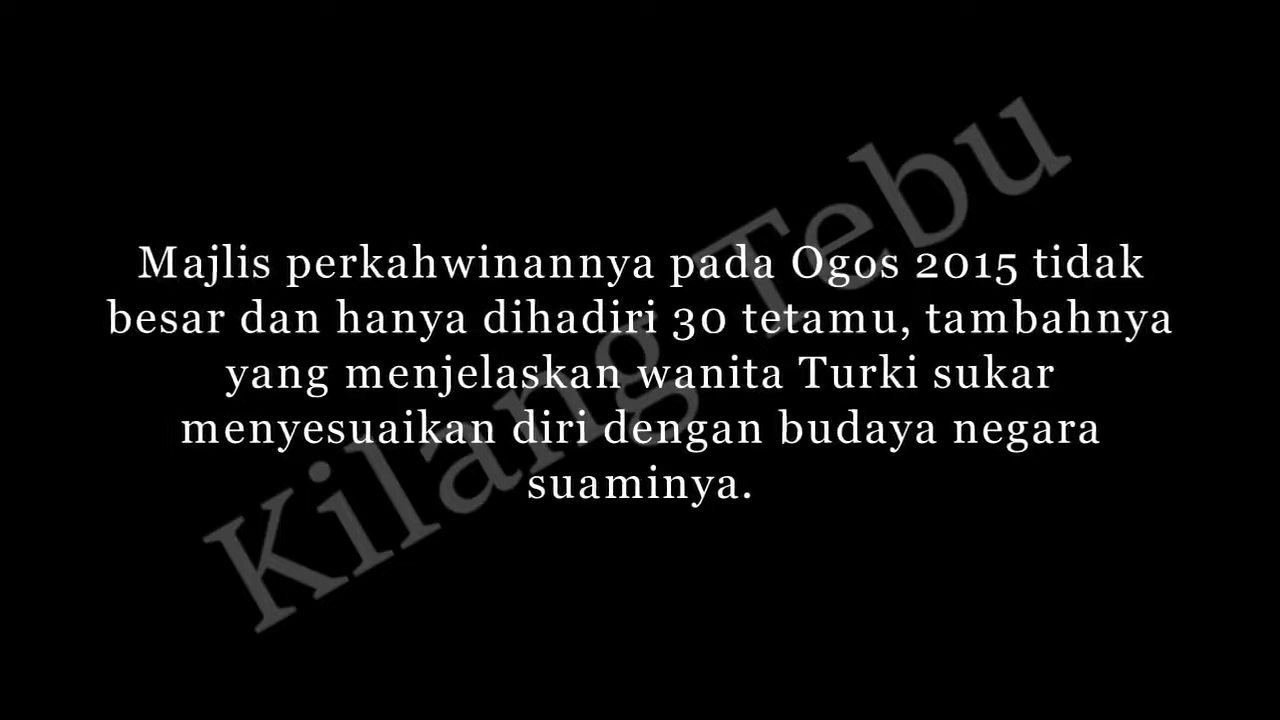 Majlis perkahwinannya pada Ogos 2015 tidak
besar dan hanya dihadiri 30 tetamu, tambahnya
yang menjelaskan wanita Turki sukar
menyesuaikan diri dengan budaya negara
suaminya.
Kilang Tebu